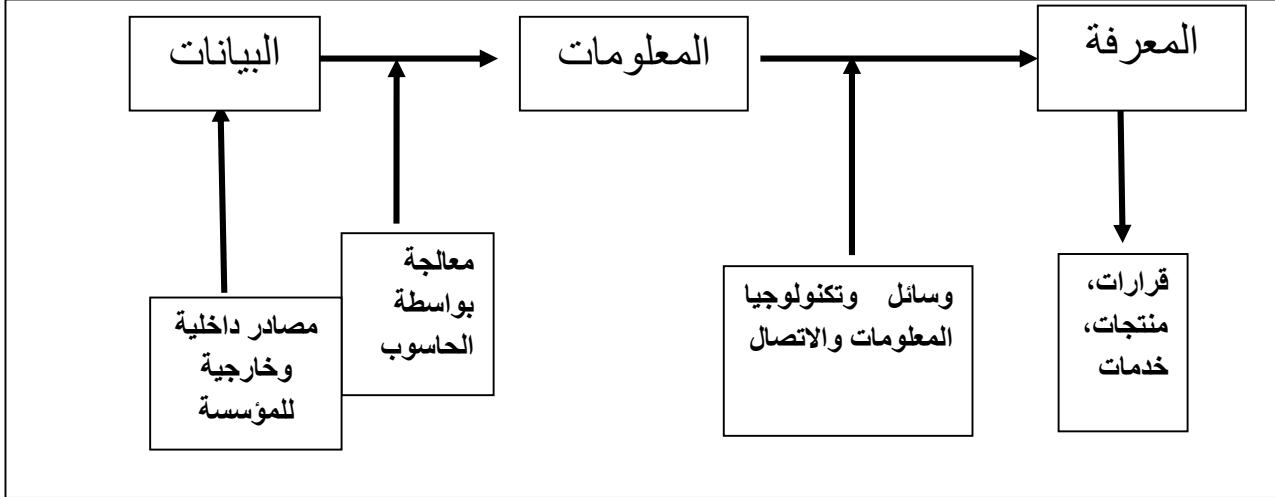 البيانات
المعلومات
المعرفة
مصادر داخلية
وخارجية
للمؤسسة
معالجة
بواسطة
الحاسوب
وسائل وتكنولوجيا
المعلومات والاتصال
قرارات،
منتجات،
خدمات